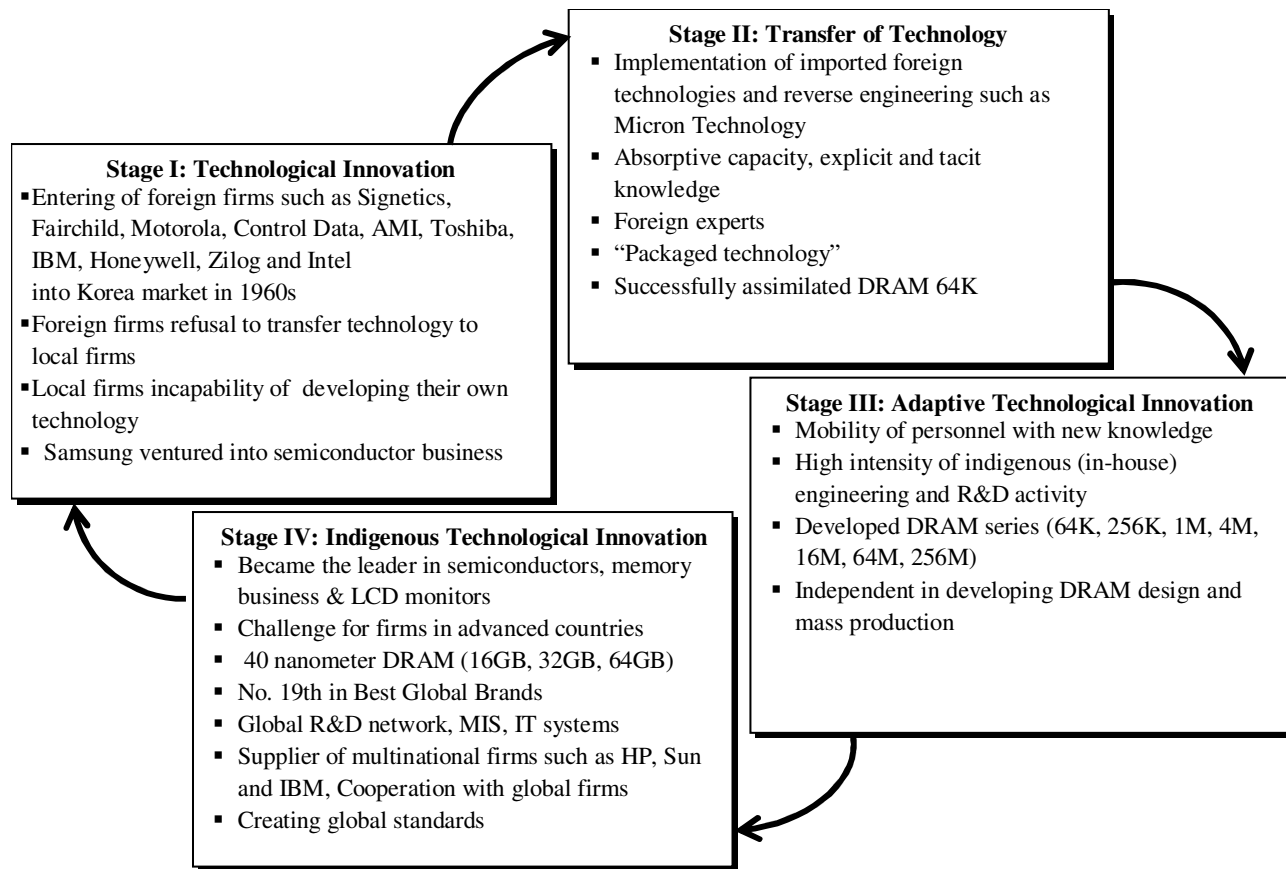 Stage I: Technological Innovation
▪Entering of foreign firms such as Signetics,
Fairchild, Motorola, Control Data, AMI, Toshiba,
IBM, Honeywell, Zilog and Intel
into Korea market in 1960s
▪Foreign firms refusal to transfer technology to
local firms
▪Local firms incapability of developing their own
technology
▪ Samsung ventured into semiconductor business
Stage II: Transfer of Technology
▪ Implementation of imported foreign
technologies and reverse engineering such as
Micron Technology
▪ Absorptive capacity, explicit and tacit
knowledge
▪ Foreign experts
▪ “Packaged technology”
▪ Successfully assimilated DRAM 64K
Stage III: Adaptive Technological Innovation
▪ Mobility of personnel with new knowledge
▪ High intensity of indigenous (in-house)
engineering and R&D activity
▪ Developed DRAM series (64K, 256K, 1M, 4M,
16M, 64M, 256M)
▪ Independent in developing DRAM design and
mass production
Stage IV: Indigenous Technological Innovation
▪ Became the leader in semiconductors, memory
business & LCD monitors
▪ Challenge for firms in advanced countries
▪ 40 nanometer DRAM (16GB, 32GB, 64GB)
▪ No. 19th in Best Global Brands
▪ Global R&D network, MIS, IT systems
▪ Supplier of multinational firms such as HP, Sun
and IBM, Cooperation with global firms
▪ Creating global standards